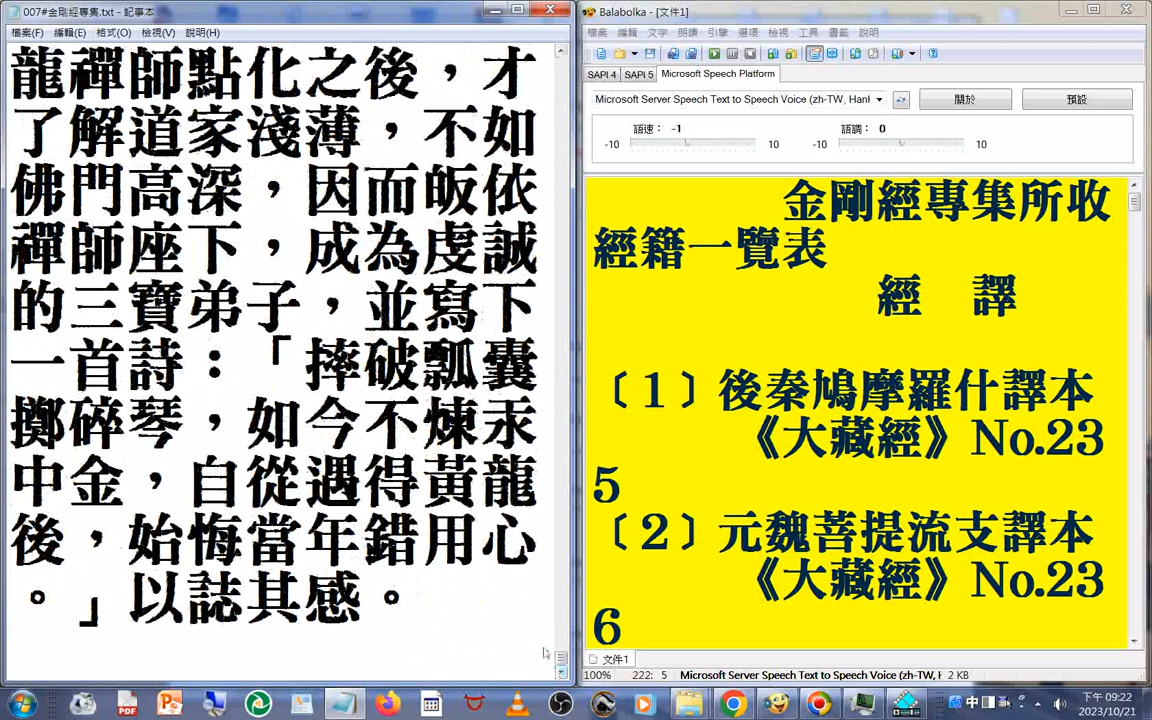 007#金剛經專集.txt - 記事本
檔案(F) 編輯(E) 格式(O) 檢視(V) 說明(H)
龍禪師點化之後，才
了解道家淺薄，不如
佛門高深，因而皈依
禪師座下，成為虔誠
的三寶弟子，並寫下
一首詩：「摔破瓢囊
擲碎琴，如今不煉汞
中金，自從遇得黃龍
後，始悔當年錯用心
。」以誌其感。
Balabolka - [文件1]
檔案 編輯 文字 朗讀 引擎 選項 檢視 工具 書籤 說明
SAPI 4 SAPI 5 Microsoft Speech Platform
Microsoft Server Speech Text to Speech Voice (zh-TW, Hanl
關於 預設
語速： -1 語調： 0
-10 10 -10 10
金剛經專集所收
經籍一覽表
經 譯
〔１〕後秦鳩摩羅什譯本
《大藏經》No.23
5
〔２〕元魏菩提流支譯本
《大藏經》No.23
6
文件1
100% 222: 5 Microsoft Server Speech Text to Speech Voice (zh-TW, H 2 KB
PDF
中
下午 09:22
2023/10/21